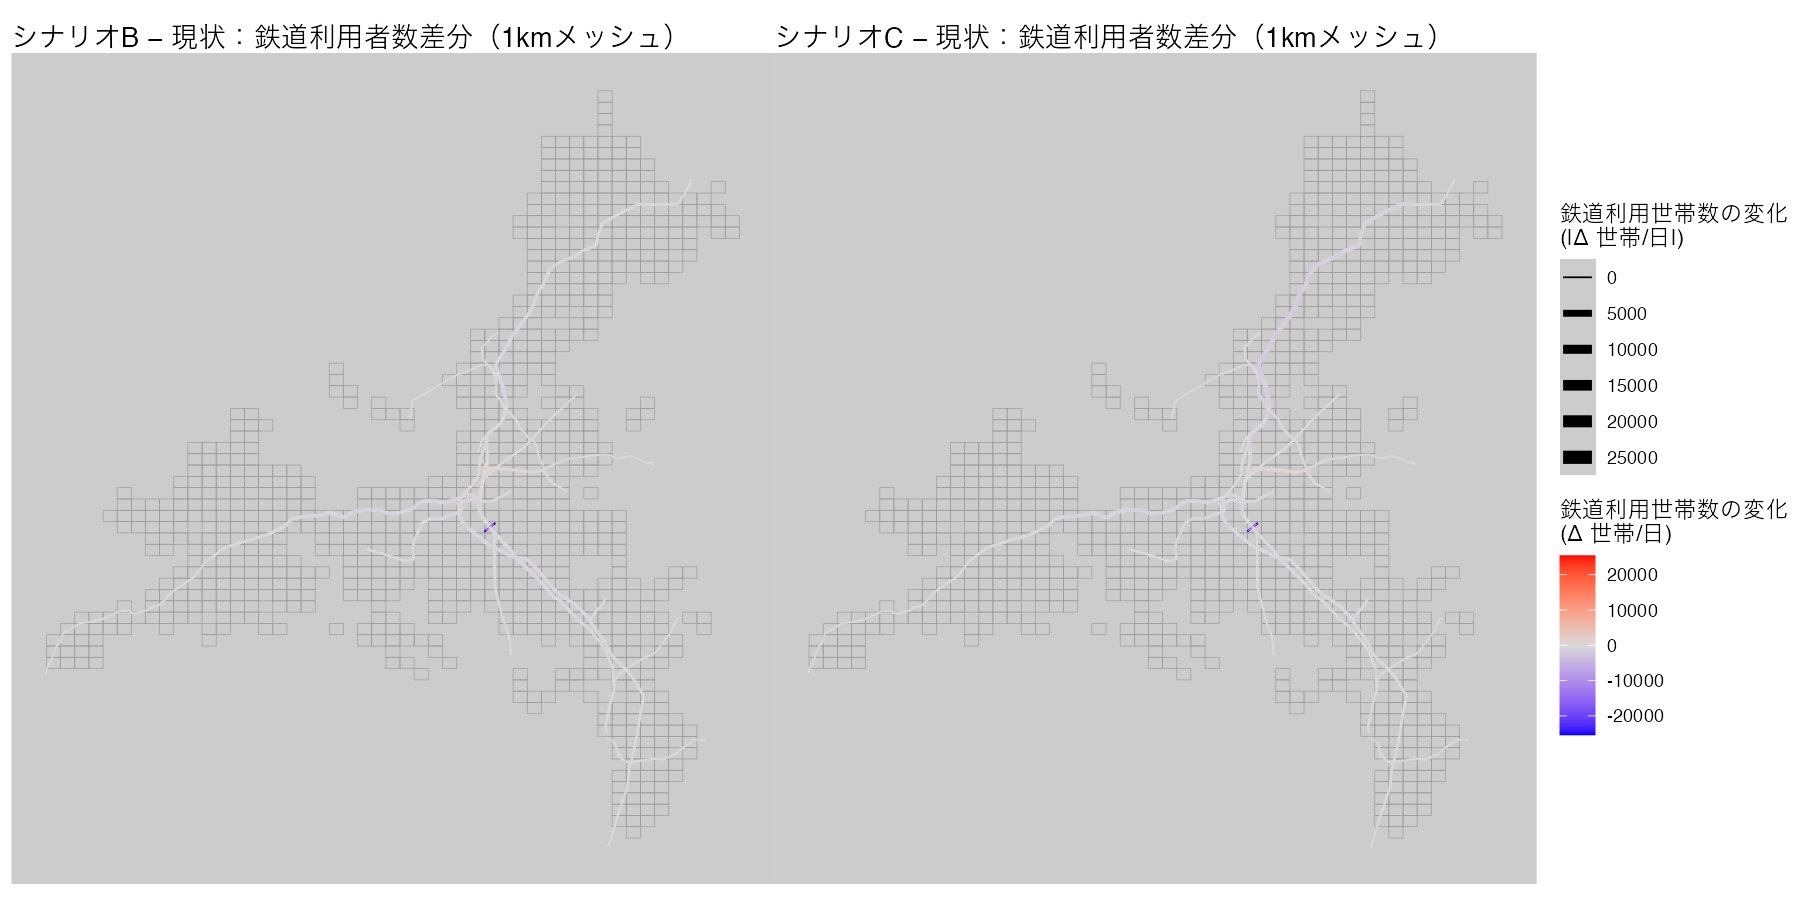 シナリオB – 現状：鉄道利用者数差分（1kmメッシュ）
シナリオC – 現状：鉄道利用者数差分（1kmメッシュ）
鉄道利用世帯数の変化
(|Δ 世帯/日|)
0
5000
10000
15000
20000
25000
鉄道利用世帯数の変化
(Δ 世帯/日)
20000
10000
0
-10000
-20000